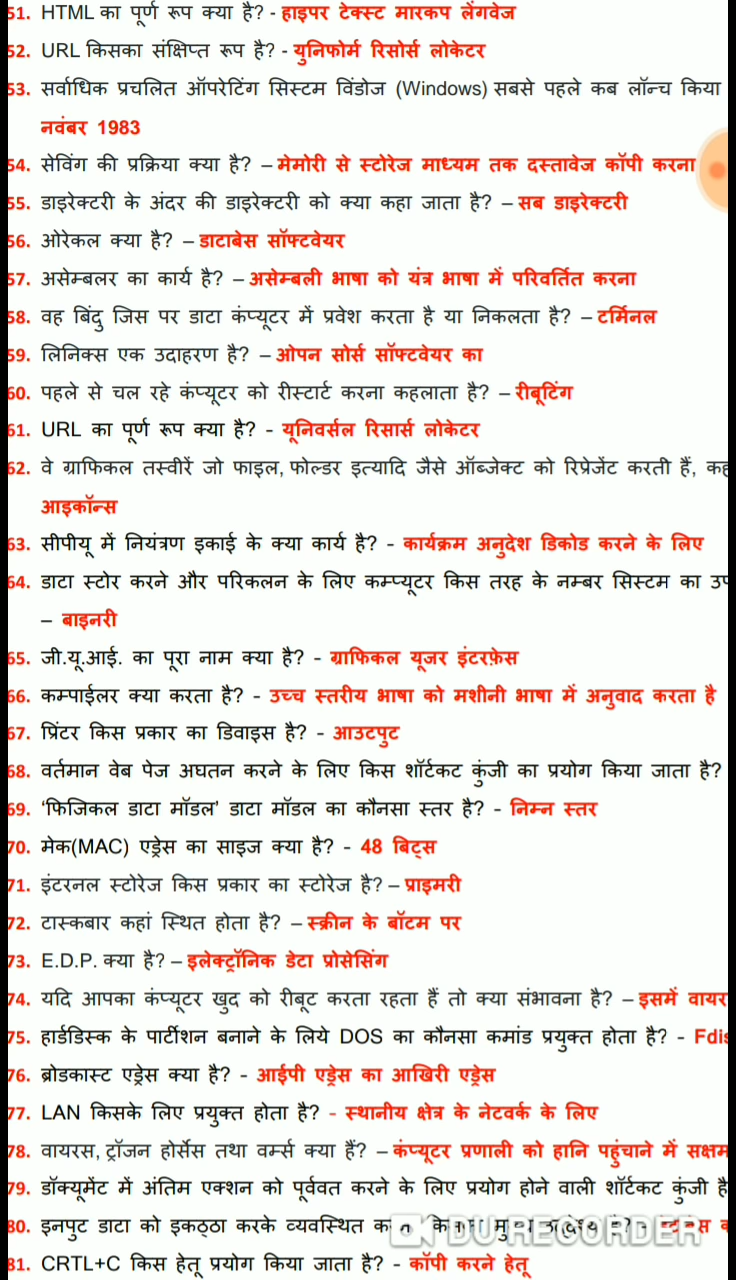 51. HTML का पूर्ण रूप क्या है? - हाइपर टेक्स्ट मारकप लेंगवेज
52. URL किसका संक्षिप्त रूप है? - युनिफोर्म रिसोर्स लोकेटर
53. सर्वाधिक प्रचलित ऑपरेटिंग सिस्टम विंडोज (Windows) सबसे पहले कब लॉन्च किया
नवंबर 1983
54. सेविंग की प्रक्रिया क्या है? – मेमोरी से स्टोरेज माध्यम तक दस्तावेज कॉपी करना
55. डाइरेक्टरी के अंदर की डाइरेक्टरी को क्या कहा जाता है? – सब डाइरेक्टरी
56. ओरेकल क्या है? – डाटाबेस सॉफ्टवेयर
57. असेम्बलर का कार्य है? – असेम्बली भाषा को यंत्र भाषा में परिवर्तित करना
58. वह बिंदु जिस पर डाटा कंप्यूटर में प्रवेश करता है या निकलता है? – टर्मिनल
59. लिनिक्स एक उदाहरण है? – ओपन सोर्स सॉफ्टवेयर का
60. पहले से चल रहे कंप्यूटर को रीस्टार्ट करना कहलाता है? – रीबूटिंग
61. URL का पूर्ण रूप क्या है? - यूनिवर्सल रिसार्स लोकेटर
62. वे ग्राफिकल तस्वीरें जो फाइल, फोल्डर इत्यादि जैसे ऑब्जेक्ट को रिप्रेजेंट करती हैं,
आइकॉन्स
63. सीपीयू में नियंत्रण इकाई के क्या कार्य है? - कार्यक्रम अनुदेश डिकोड करने के लिए
64. डाटा स्टोर करने और परिकलन के लिए कम्प्यूटर किस तरह के नम्बर सिस्टम का
– बाइनरी
65. जी.यू.आई. का पूरा नाम क्या है? - ग्राफिकल यूजर इंटरफ़ेस
66. कम्पाईलर क्या करता है? - उच्च स्तरीय भाषा को मशीनी भाषा में अनुवाद करता है
67. प्रिंटर किस प्रकार का डिवाइस है? - आउटपुट
68. वर्तमान वेब पेज अघतन करने के लिए किस शॉर्टकट कुंजी का प्रयोग किया जाता है?
69. ‘फिजिकल डाटा मॉडल’ डाटा मॉडल का कौनसा स्तर है? - निम्न स्तर
70. मेक(MAC) एड्रेस का साइज क्या है? - 48 बिट्स
71. इंटरनल स्टोरेज किस प्रकार का स्टोरेज है? – प्राइमरी
72. टास्कबार कहां स्थित होता है? – स्क्रीन के बॉटम पर
73. E.D.P. क्या है? – इलेक्ट्रॉनिक डेटा प्रोसेसिंग
74. यदि आपका कंप्यूटर खुद को रीबूट करता रहता हैं तो क्या संभावना है? – इसमें वायर
75. हार्डडिस्क के पार्टीशन बनाने के लिये DOS का कौनसा कमांड प्रयुक्त होता है? - Fdis
76. ब्रोडकास्ट एड्रेस क्या है? - आईपी एड्रेस का आखिरी एड्रेस
77. LAN किसके लिए प्रयुक्त होता है? - स्थानीय क्षेत्र के नेटवर्क के लिए
78. वायरस, ट्रॉजन होर्सेस तथा वर्म्स क्या हैं? – कंप्यूटर प्रणाली को हानि पहुंचाने में सक्षम
79. डॉक्यूमेंट में अंतिम एक्शन को पूर्ववत करने के लिए प्रयोग होने वाली शॉर्टकट कुंजी है
80. इनपुट डाटा को इकठ्ठा करके व्यवस्थित
DU RECORDER
81. CRTL+C किस हेतू प्रयोग किया जाता है? - कॉपी करने हेतू